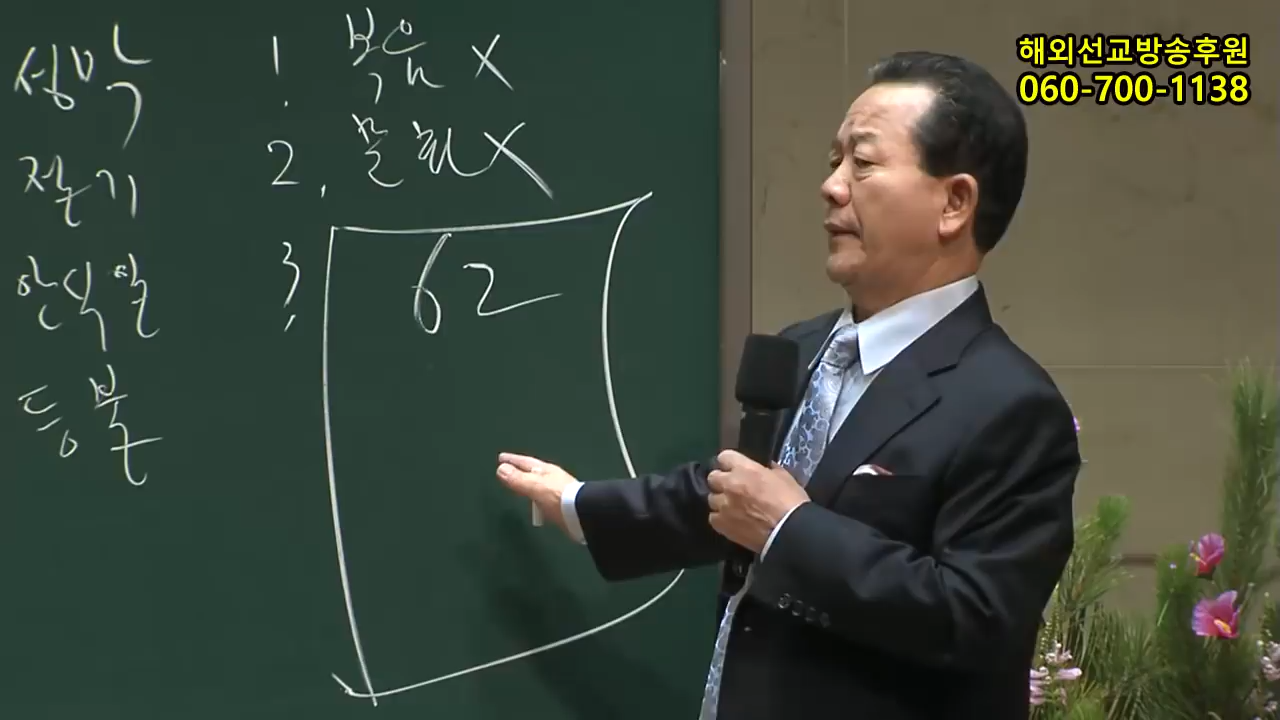 성막
절기
안식일
등불
1. 복음 X
2. X
3.
62
해외선교방송후원
060-700-1138